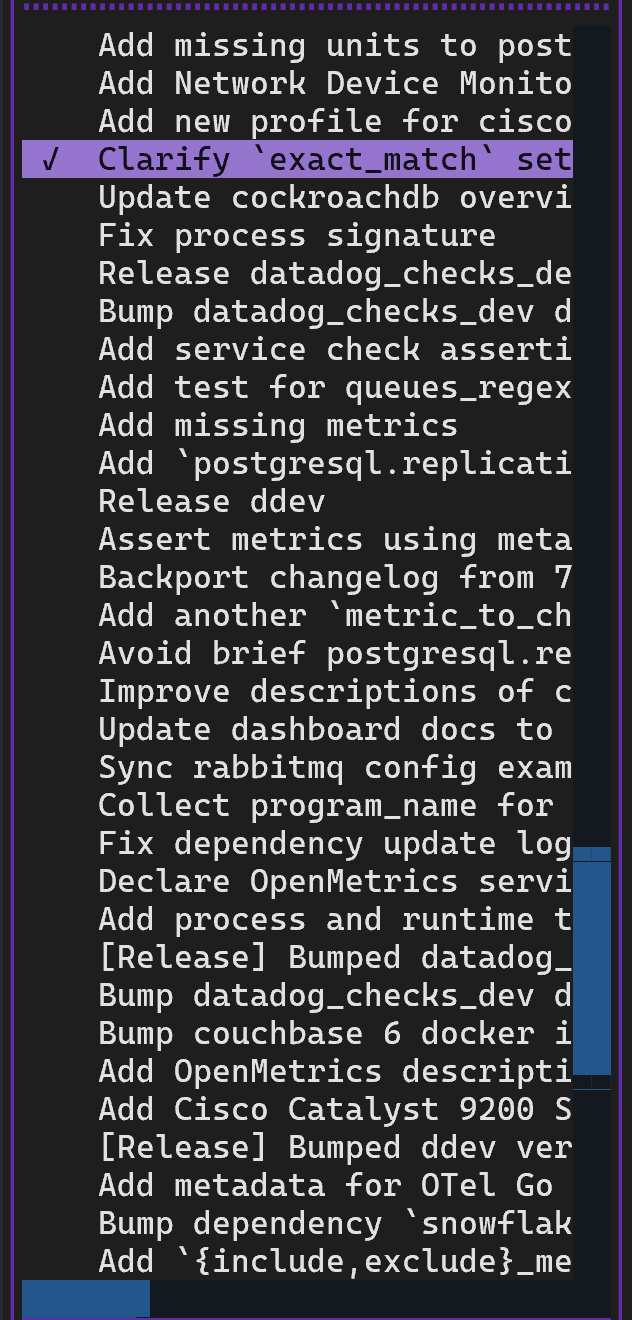 Add missing units to post
Add Network Device Monito
Add new profile for cisco
√ Clarify `exact_match` set
Update cockroachdb overvi
Fix process signature
Release datadog_checks_de
Bump datadog_checks_dev d
Add service check asserti
Add test for queues_regex
Add missing metrics
Add `postgresql.replicati
Release ddev
Assert metrics using meta
Backport changelog from 7
Add another `metric_to_ch
Avoid brief postgresql.re
Improve descriptions of c
Update dashboard docs to
Sync rabbitmq config exam
Collect program_name for
Fix dependency update log
Declare OpenMetrics servi
Add process and runtime t
[Release] Bumped datadog_
Bump datadog_checks_dev d
Bump couchbase 6 docker i
Add OpenMetrics descripti
Add Cisco Catalyst 9200 S
[Release] Bumped ddev ver
Add metadata for OTel Go
Bump dependency `snowflak
Add `{include,exclude}_me